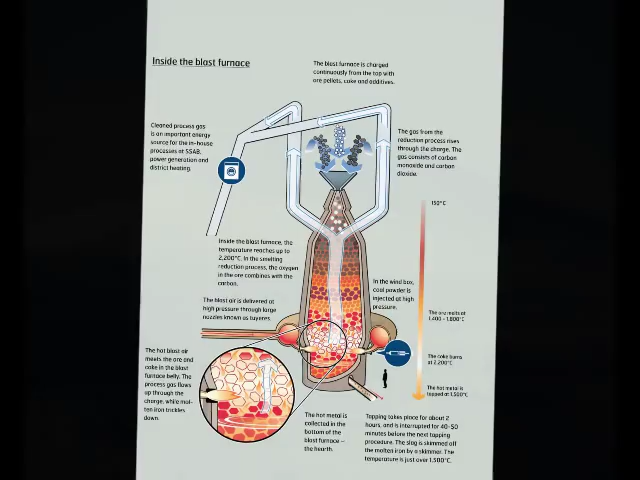 Inside the blast furnace
The blast furnace is charged
continuously from the top with
ore pellets, coke and additives.
Cleaned process gas
is an important energy
source for the in-house
processes at SSAB,
power generation and
district heating.
The gas from the
reduction process rises
through the charge. The
gas consists of carbon
monoxide and carbon
dioxide.
150°C
Inside the blast furnace, the
temperature reaches up to
2,200°C. In the smelting
reduction process, the oxygen
in the ore combines with the
carbon.
In the wind box,
coal powder is
injected at high
pressure.
The blast air is delivered at
high pressure through large
nozzles known as tuyeres.
The ore melts at
1,400 - 1,800°C
The hot blast air
meets the ore and
coke in the blast
furnace belly. The
process gas flows
up through the
charge, while mol-
ten iron trickles
down.
The coke burns
at 2,200°C
The hot metal is
tapped at 1,500°C
The hot metal is
collected in the
bottom of the
blast furnace –
the hearth.
Tapping takes place for about 2
hours, and is interrupted for 40-50
minutes before the next tapping
procedure. The slag is skimmed off
the molten iron by a skimmer. The
temperature is just over 1,500°C.